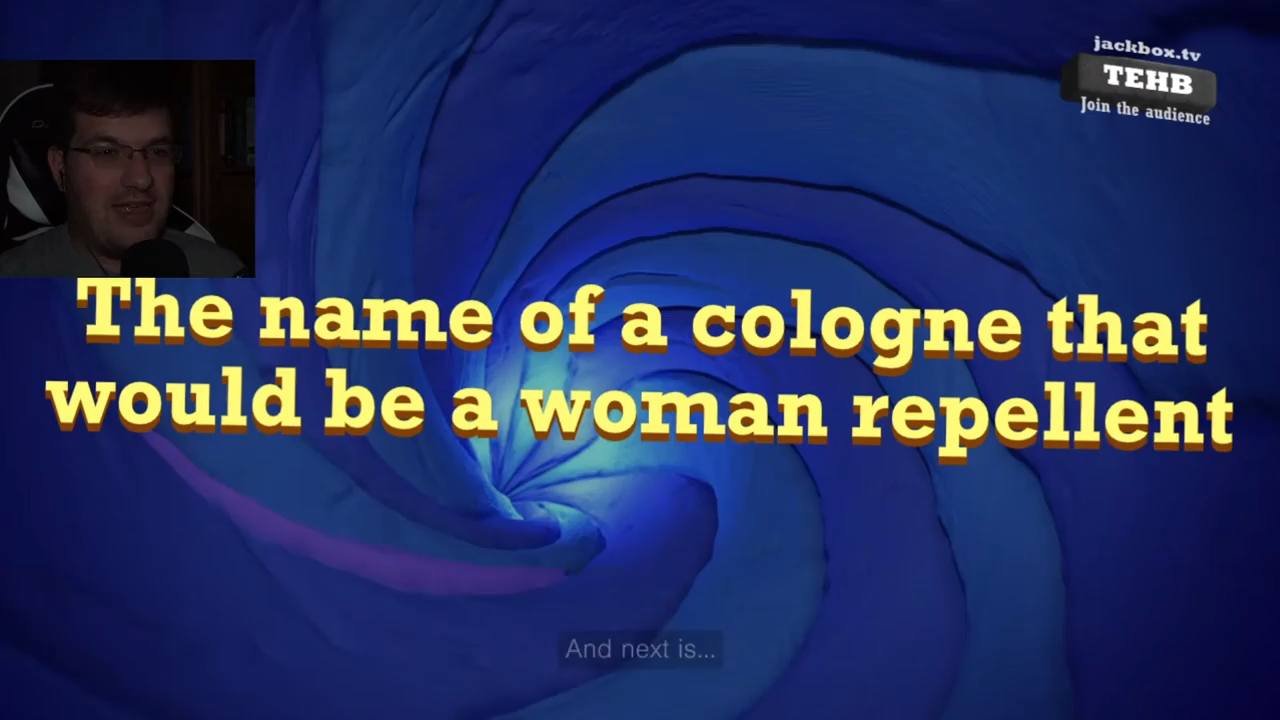 jackbox.tv
TEHB
Join the audience
The name of a cologne that
would be a woman repellent
And next is...